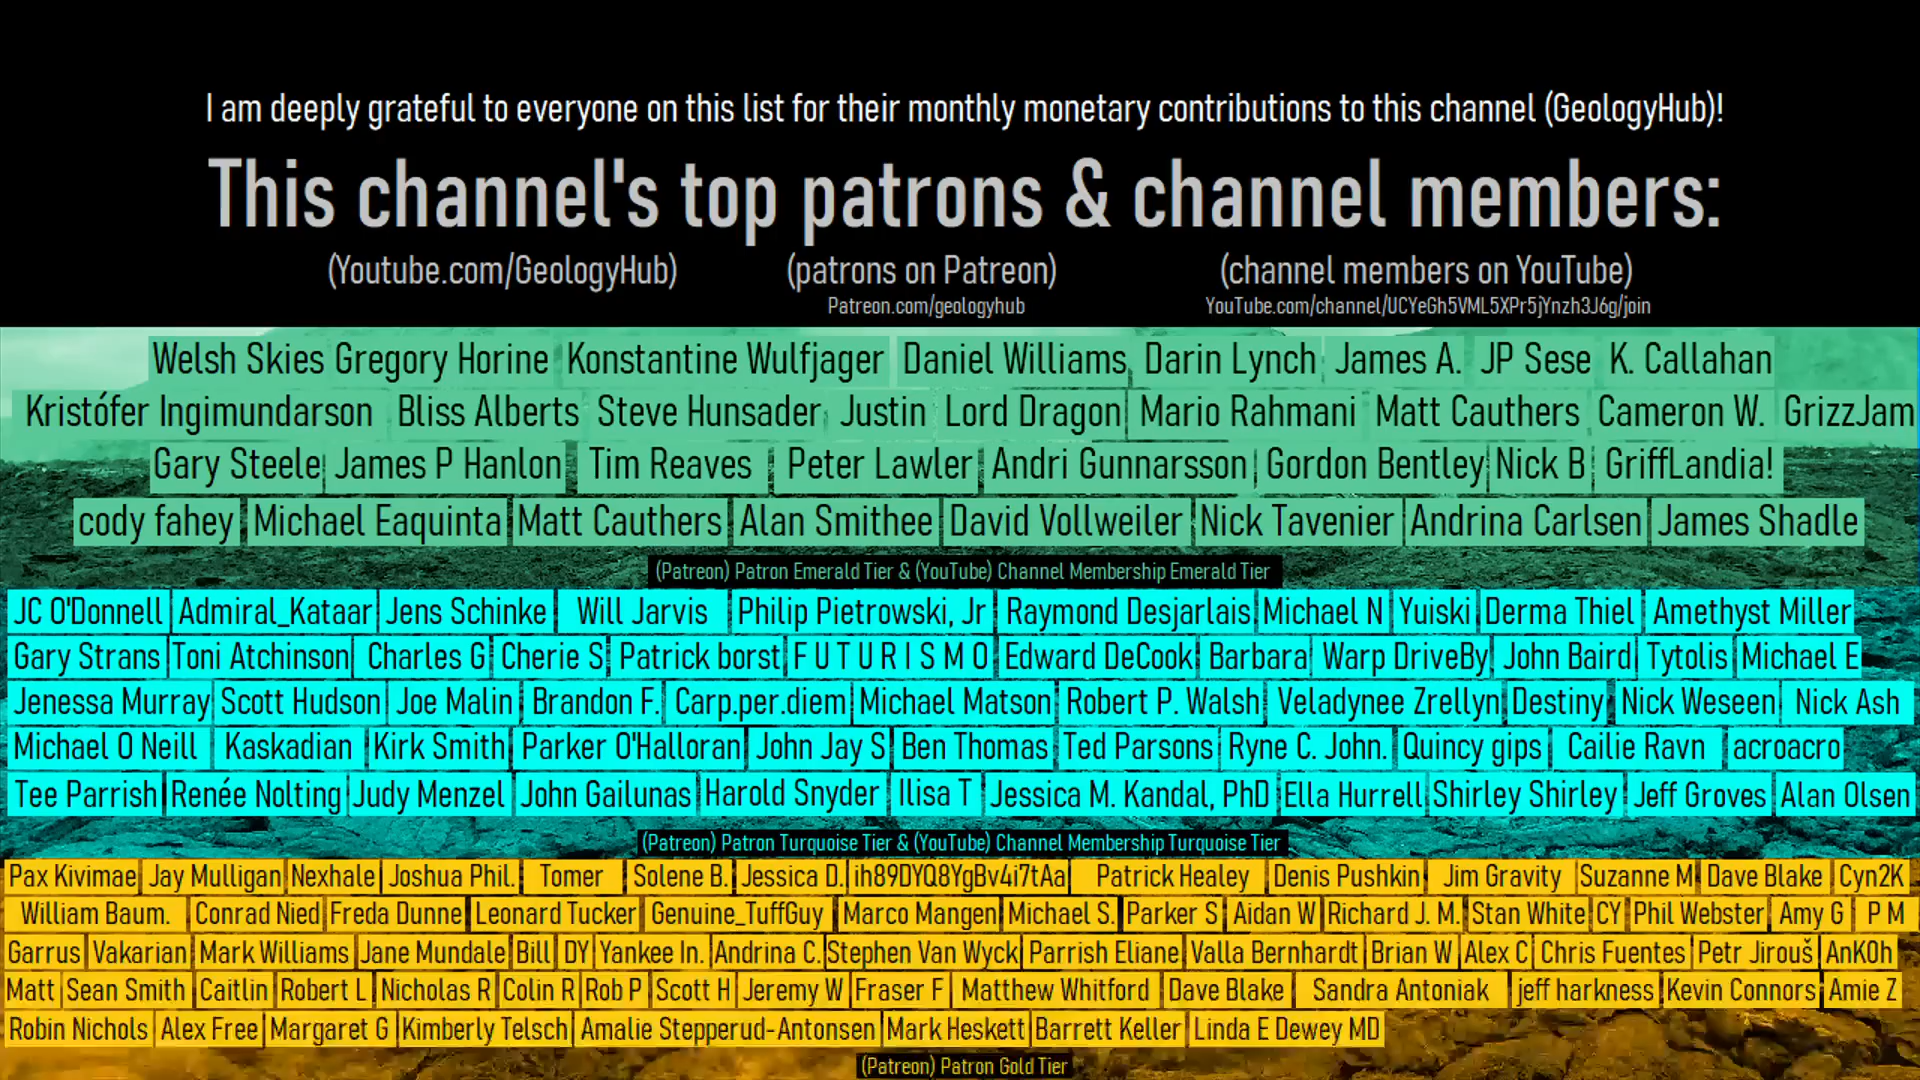 I am deeply grateful to everyone on this list for their monthly monetary contributions to this channel (GeologyHub)!
This channel's top patrons & channel members:
(Youtube.com/GeologyHub) (patrons on Patreon) (channel members on YouTube)
Patreon.com/geologyhub YouTube.com/channel/UCYeGh5VML5XPr5jYnzh3J6g/join
Welsh Skies Gregory Horine Konstantine Wulfjager Daniel Williams Darin Lynch James A. JP Sese K. Callahan
Kristófer Ingimundarson Bliss Alberts Steve Hunsader Justin Lord Dragon Mario Rahmani Matt Cauthers Cameron W. GrizzJam
Gary Steele James P Hanlon Tim Reaves Peter Lawler Andri Gunnarsson Gordon Bentley Nick B GriffLandia!
cody fahey Michael Eaquinta Matt Cauthers Alan Smithee David Vollweiler Nick Tavenier Andrina Carlsen James Shadle
(Patreon) Patron Emerald Tier & (YouTube) Channel Membership Emerald Tier
JC O'Donnell Admiral_Kataar Jens Schinke Will Jarvis Philip Pietrowski, Jr Raymond Desjarlais Michael N Yuiski Derma Thiel Amethyst Miller
Gary Strans Toni Atchinson Charles G Cherie S Patrick borst F U T U R I S M O Edward DeCook Barbara Warp DriveBy John Baird Tytolis Michael E
Jenessa Murray Scott Hudson Joe Malin Brandon F. Carp.per.diem Michael Matson Robert P. Walsh Veladynee Zrellyn Destiny Nick Weseen Nick Ash
Michael O Neill Kaskadian Kirk Smith Parker O'Halloran John Jay S Ben Thomas Ted Parsons Ryne C. John. Quincy gips Cailie Ravn acroacro
Tee Parrish Renée Nolting Judy Menzel John Gailunas Harold Snyder Ilisa T Jessica M. Kandal, PhD Ella Hurrell Shirley Shirley Jeff Groves Alan Olsen
(Patreon) Patron Turquoise Tier & (YouTube) Channel Membership Turquoise Tier
Pax Kivimae Jay Mulligan Nexhale Joshua Phil. Tomer Solene B. Jessica D. ih89DYQ8YgBv4i7tAa Patrick Healey Denis Pushkin Jim Gravity Suzanne M Dave Blake Cyn2K
William Baum. Conrad Nied Freda Dunne Leonard Tucker Genuine_TuffGuy Marco Mangen Michael S. Parker S Aidan W Richard J. M. Stan White CY Phil Webster Amy G P M
Garrus Vakarian Mark Williams Jane Mundale Bill DY Yankee In. Andrina C. Stephen Van Wyck Parrish Eliane Valla Bernhardt Brian W Alex C Chris Fuentes Petr Jirouš AnK0h
Matt Sean Smith Caitlin Robert L Nicholas R Colin R Rob P Scott H Jeremy W Fraser F Matthew Whitford Dave Blake Sandra Antoniak jeff harkness Kevin Connors Amie Z
Robin Nichols Alex Free Margaret G Kimberly Telsch Amalie Stepperud-Antonsen Mark Heskett Barrett Keller Linda E Dewey MD
(Patreon) Patron Gold Tier